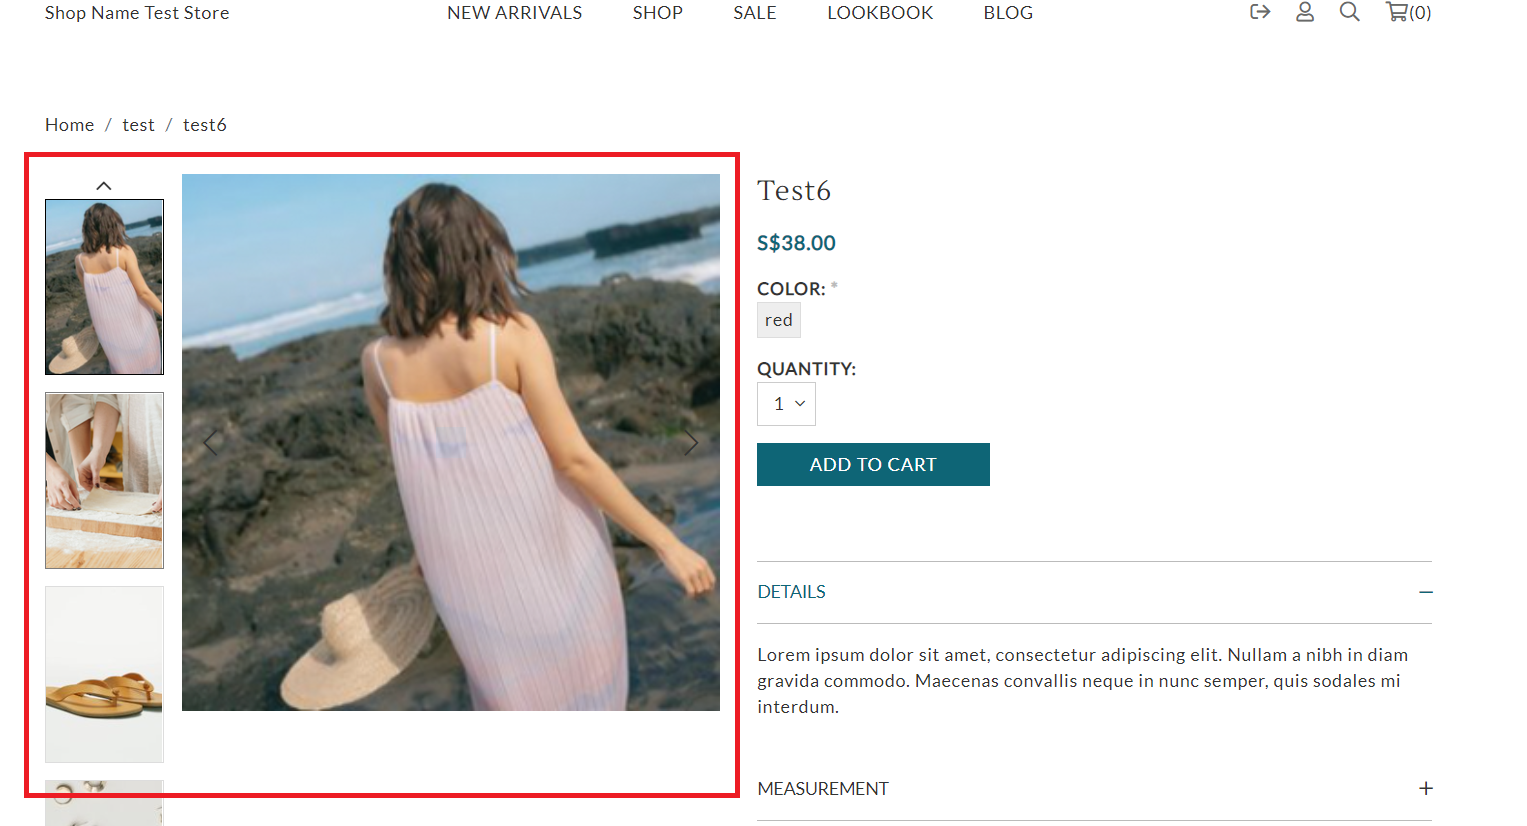 Shop Name Test Store
NEW ARRIVALS SHOP SALE LOOKBOOK BLOG
(0)
Home / test / test6
Test6
S$38.00
COLOR: *
red
QUANTITY:
1
ADD TO CART
DETAILS
Lorem ipsum dolor sit amet, consectetur adipiscing elit. Nullam a nibh in diam
gravida commodo. Maecenas convallis neque in nunc semper, quis sodales mi
interdum.
MEASUREMENT